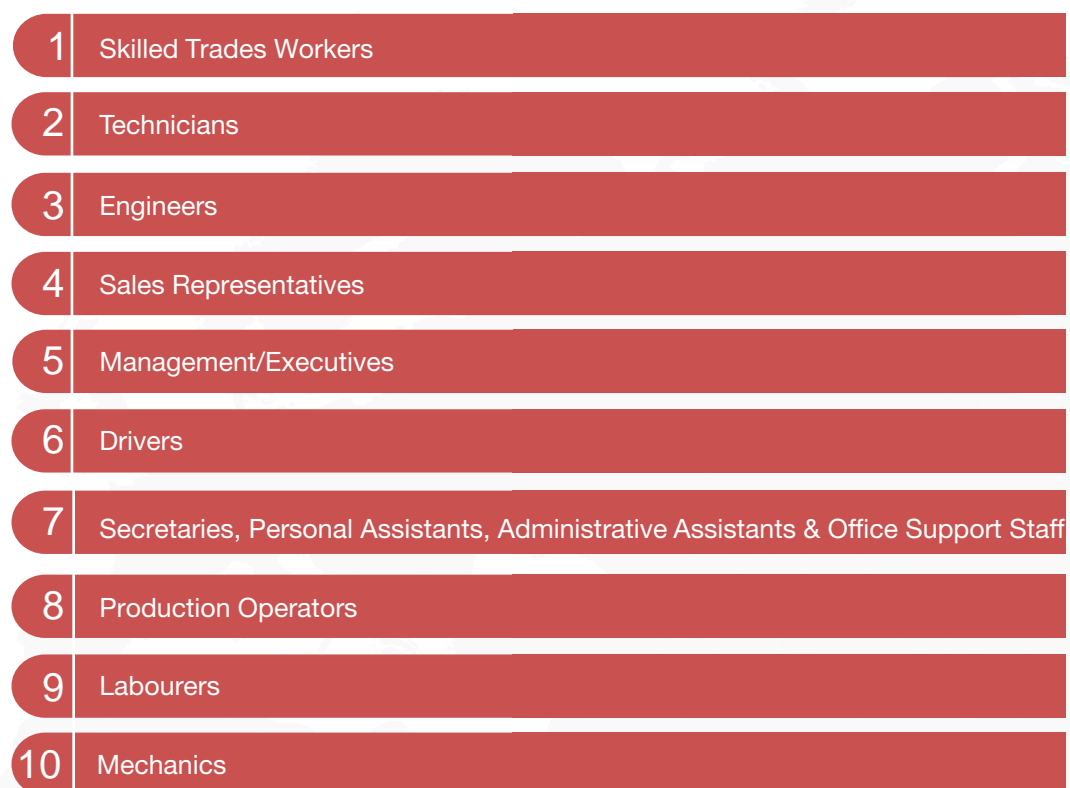 1 Skilled Trades Workers
2 Technicians
3 Engineers
4 Sales Representatives
5 Management/Executives
6 Drivers
7 Secretaries, Personal Assistants, Administrative Assistants & Office Support Staff
8 Production Operators
9 Labourers
10 Mechanics